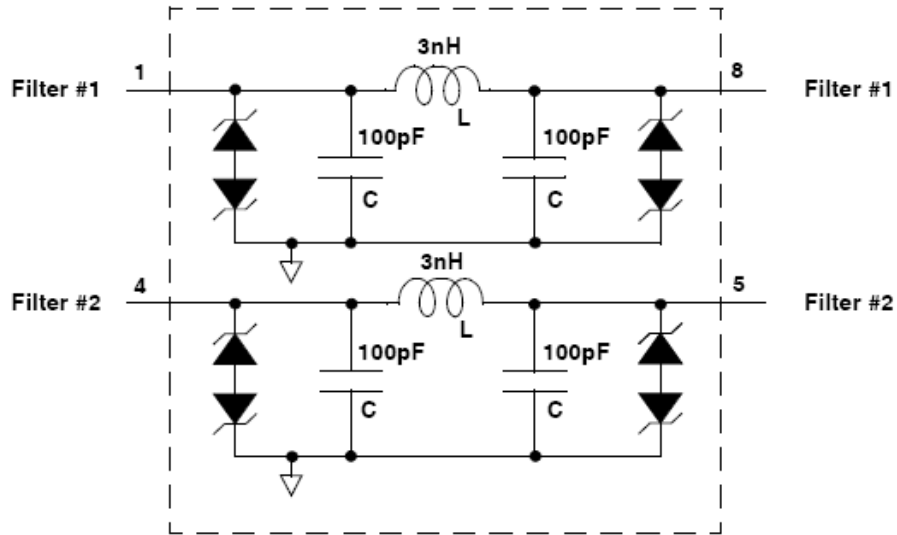 3nH
Filter #1 1 8 Filter #1
L
100pF 100pF
C C
3nH
Filter #2 4 5 Filter #2
L
100pF 100pF
C C